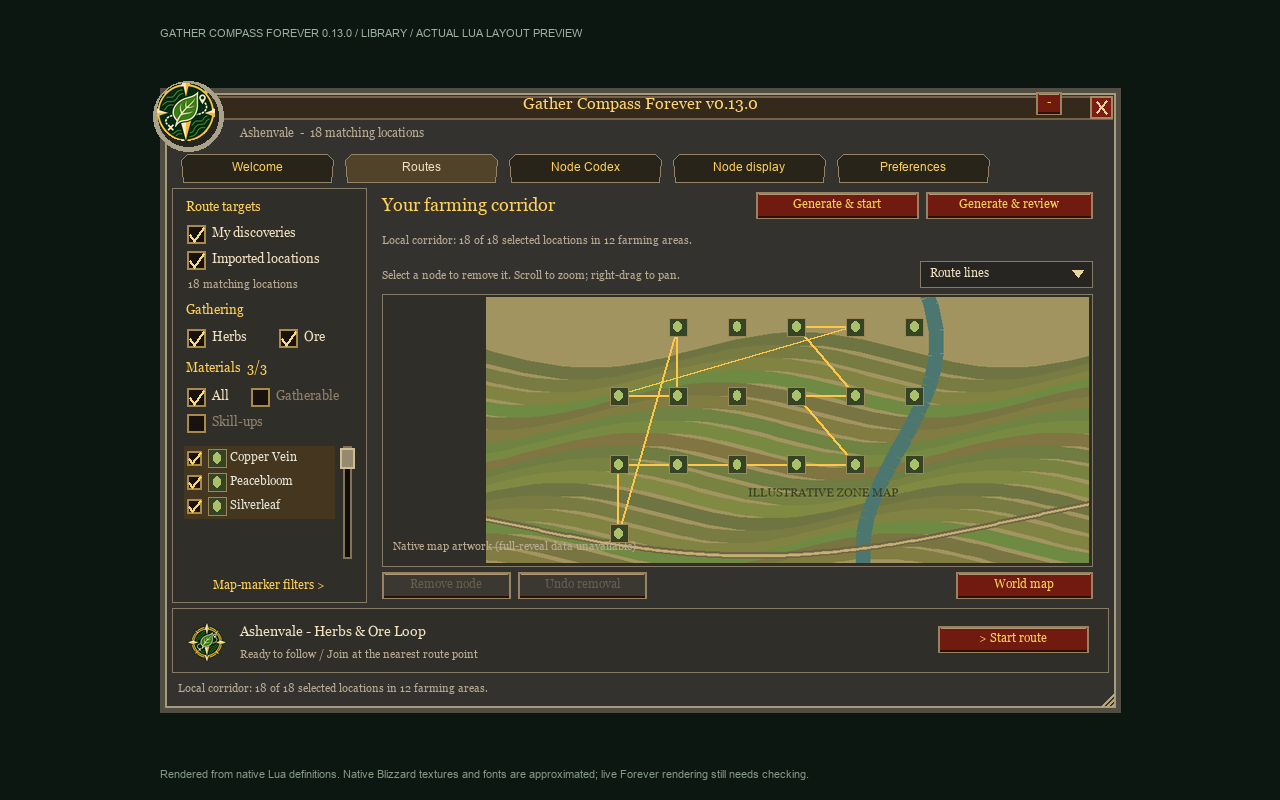 GATHER COMPASS FOREVER 0.13.0 / LIBRARY / ACTUAL LUA LAYOUT PREVIEW
Gather Compass Forever v0.13.0
-
X
Ashenvale - 18 matching locations
Welcome
Routes
Node Codex
Node display
Preferences
Route targets
My discoveries
Imported locations
18 matching locations
Gathering
Herbs
Ore
Materials 3/3
All
Gatherable
Skill-ups
Copper Vein
Peacebloom
Silverleaf
Map-marker filters >
Your farming corridor
Generate & start
Generate & review
Local corridor: 18 of 18 selected locations in 12 farming areas.
Select a node to remove it. Scroll to zoom; right-drag to pan.
Route lines
ILLUSTRATIVE ZONE MAP
Native map artwork (full-reveal data unavailable)
Remove node
Undo removal
World map
Ashenvale - Herbs & Ore Loop
Ready to follow / Join at the nearest route point
> Start route
Local corridor: 18 of 18 selected locations in 12 farming areas.
Rendered from native Lua definitions. Native Blizzard textures and fonts are approximated; live Forever rendering still needs checking.